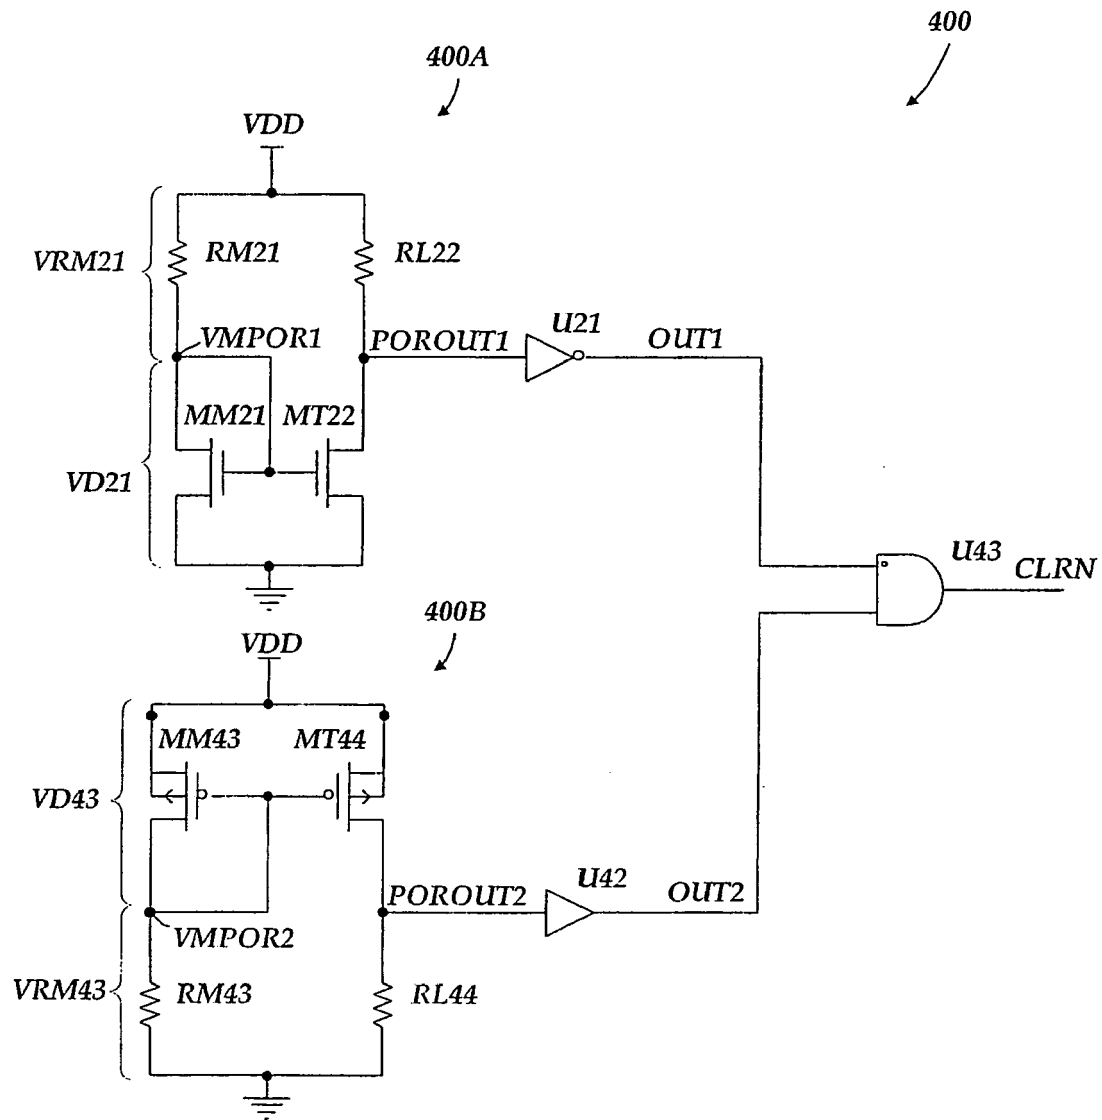 400
400A
VDD
RM21
RL22
VRM21
VMPOR1
POROUT1
U21
OUT1
MM21
MT22
VD21
U43
CLRN
400B
VDD
MM43
MT44
VD43
POROUT2
U42
OUT2
VMPOR2
VRM43
RM43
RL44